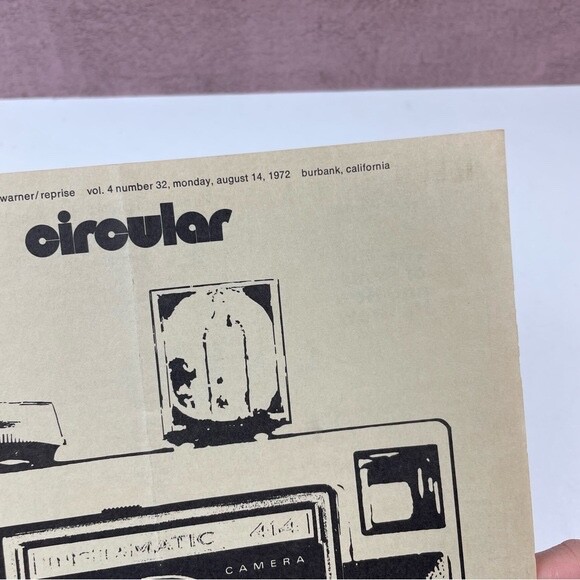 warner/reprise vol. 4 number 32, monday, august 14, 1972 burbank, california
circular
INSTAMATIC 414
CAMERA